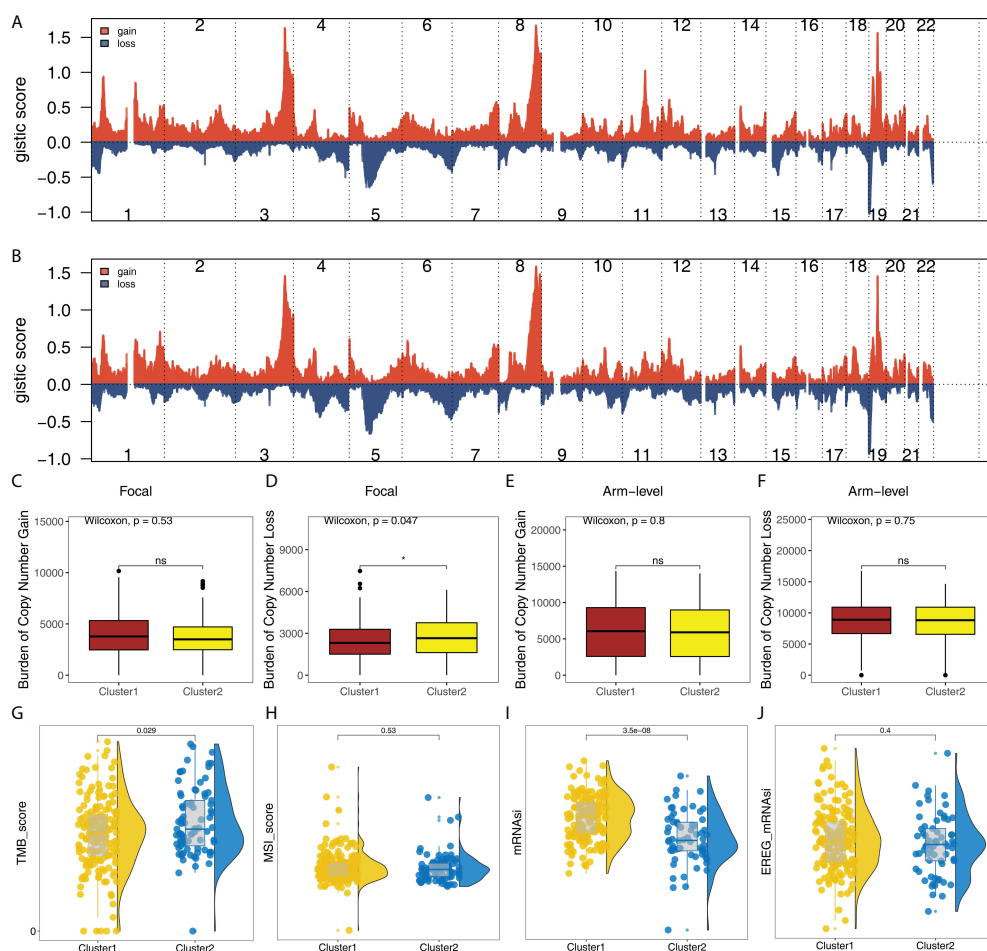 A
2 4 6 8 10 12 14 16 18 20 22
gain
loss
1.5
1.0
0.5
0.0
−0.5
−1.0
gistic score
1 3 5 7 9 11 13 15 17 19 21
B
2 4 6 8 10 12 14 16 18 20 22
gain
loss
1.5
1.0
0.5
0.0
−0.5
−1.0
gistic score
1 3 5 7 9 11 13 15 17 19 21
C
Focal
Wilcoxon, p = 0.53
ns
Burden of Copy Number Gain
15000
10000
5000
0
Cluster1 Cluster2
D
Focal
Wilcoxon, p = 0.047
*
Burden of Copy Number Loss
9000
6000
3000
0
Cluster1 Cluster2
E
Arm−level
Wilcoxon, p = 0.8
ns
Burden of Copy Number Gain
20000
15000
10000
5000
0
Cluster1 Cluster2
F
Arm−level
Wilcoxon, p = 0.75
ns
Burden of Copy Number Loss
25000
20000
15000
10000
5000
0
Cluster1 Cluster2
G
0.029
TMB_score
0
Cluster1 Cluster2
H
0.53
MSI_score
Cluster1 Cluster2
I
3.5e−08
mRNAsi
Cluster1 Cluster2
J
0.4
EREG_mRNAsi
Cluster1 Cluster2